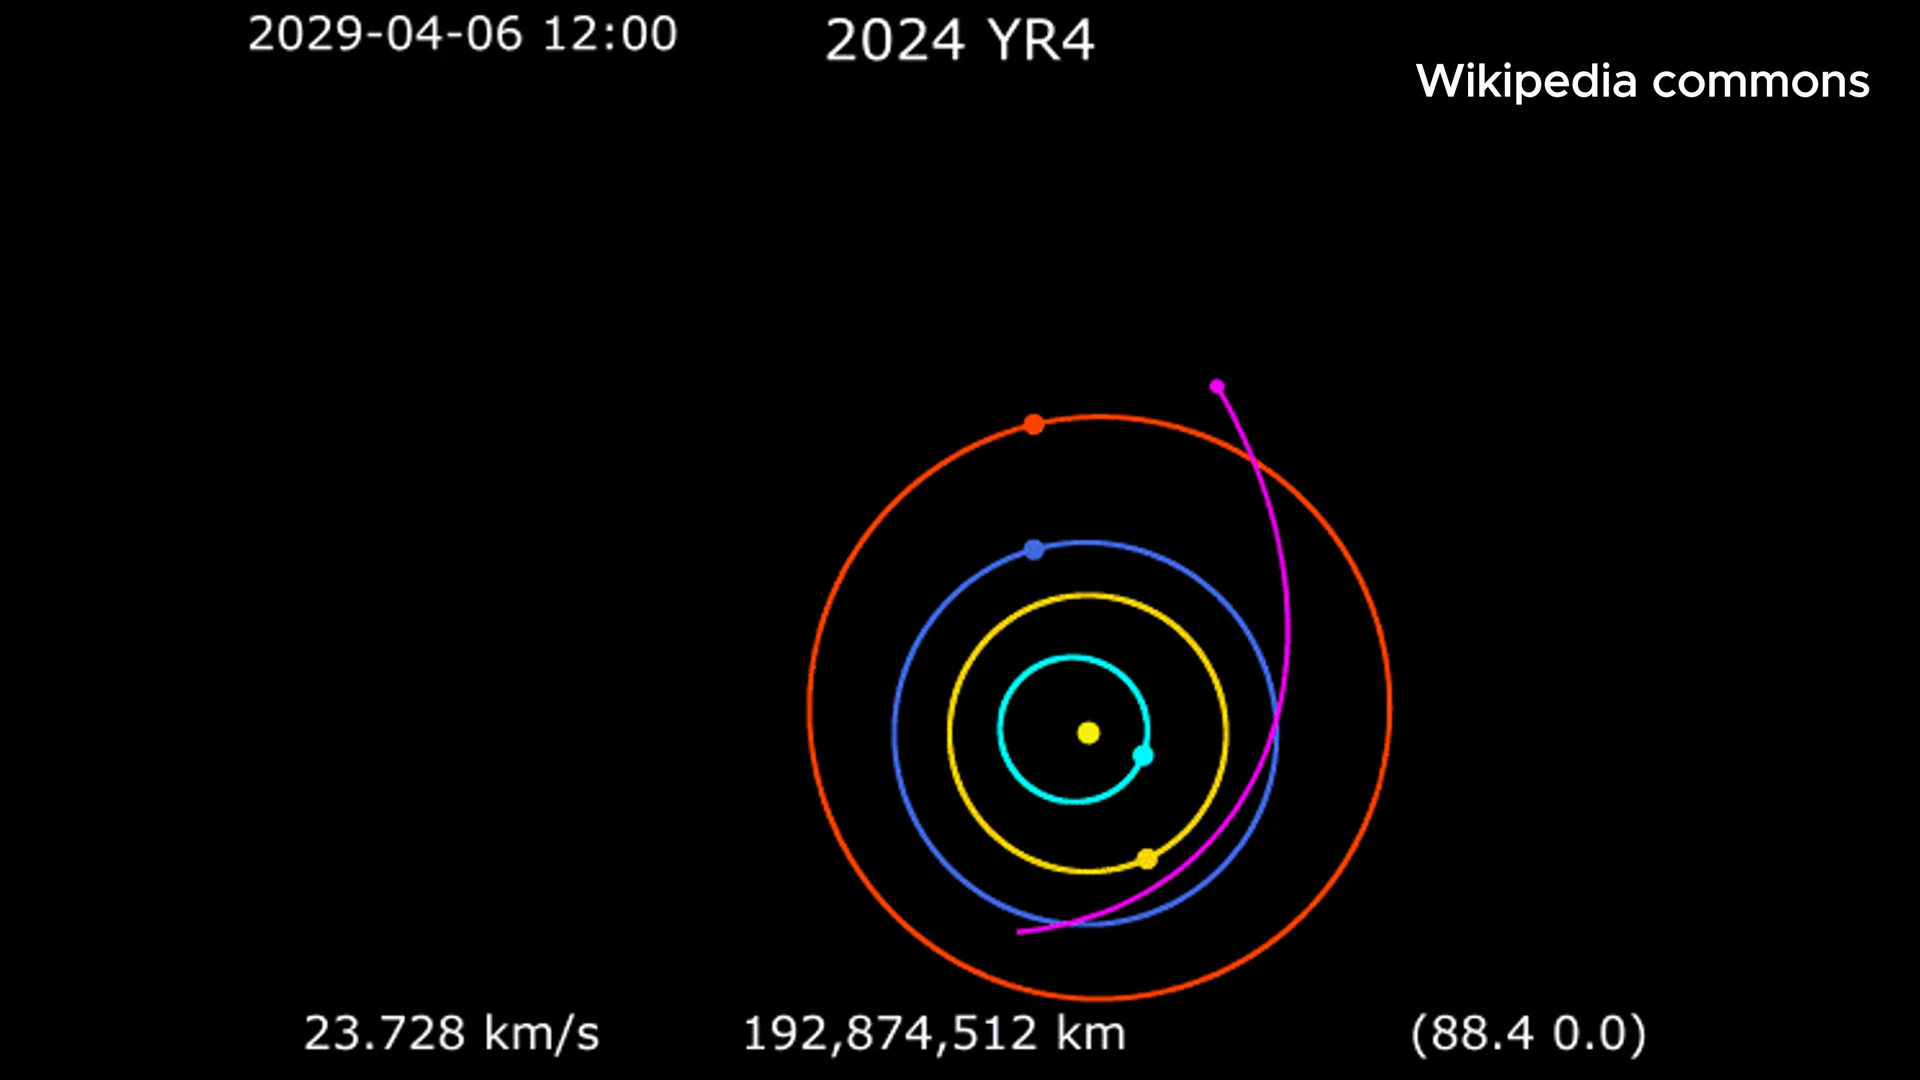 2029-04-06 12:00
2024 YR4
Wikipedia commons
23.728 km/s
192,874,512 km
(88.4 0.0)